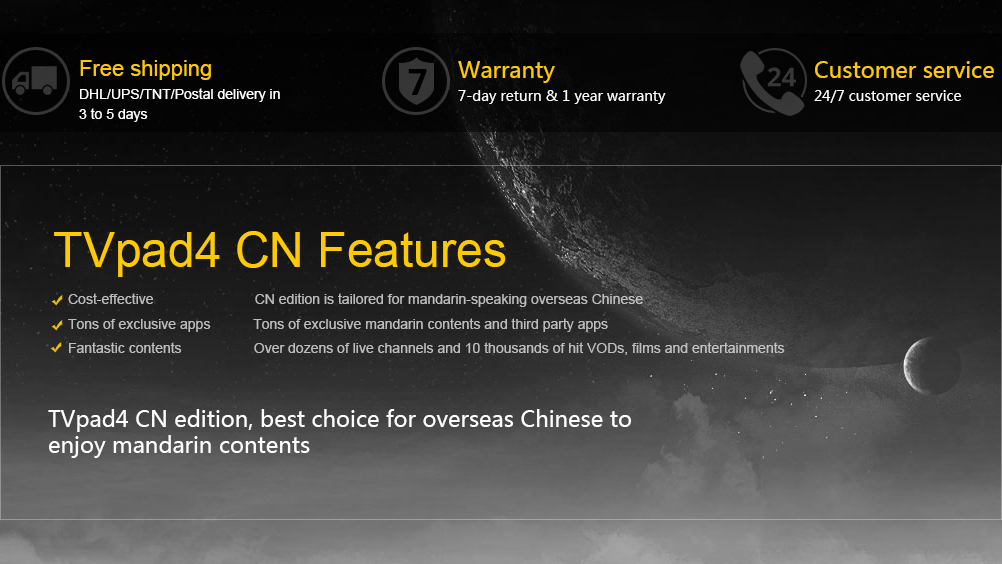 Free shipping
DHL/UPS/TNT/Postal delivery in
3 to 5 days
7
Warranty
7-day return & 1 year warranty
24
Customer service
24/7 customer service
TVpad4 CN Features
Cost-effective CN edition is tailored for mandarin-speaking overseas Chinese
Tons of exclusive apps Tons of exclusive mandarin contents and third party apps
Fantastic contents Over dozens of live channels and 10 thousands of hit VODs, films and entertainments
TVpad4 CN edition, best choice for overseas Chinese to
enjoy mandarin contents